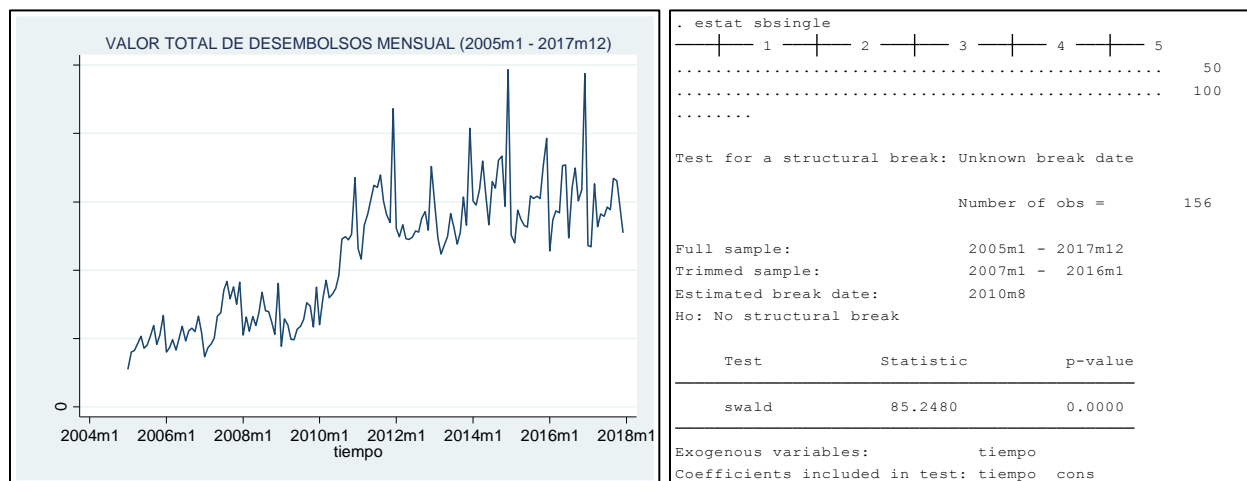 VALOR TOTAL DE DESEMBOLSOS MENSUAL (2005m1 - 2017m12)
0
2004m1 2006m1 2008m1 2010m1 2012m1 2014m1 2016m1 2018m1
tiempo
. estat sbsingle
1 2 3 4 5
.................................................. 50
.................................................. 100
........
Test for a structural break: Unknown break date
Number of obs = 156
Full sample: 2005m1 - 2017m12
Trimmed sample: 2007m1 - 2016m1
Estimated break date: 2010m8
Ho: No structural break
Test Statistic p-value
swald 85.2480 0.0000
Exogenous variables: tiempo
Coefficients included in test: tiempo cons